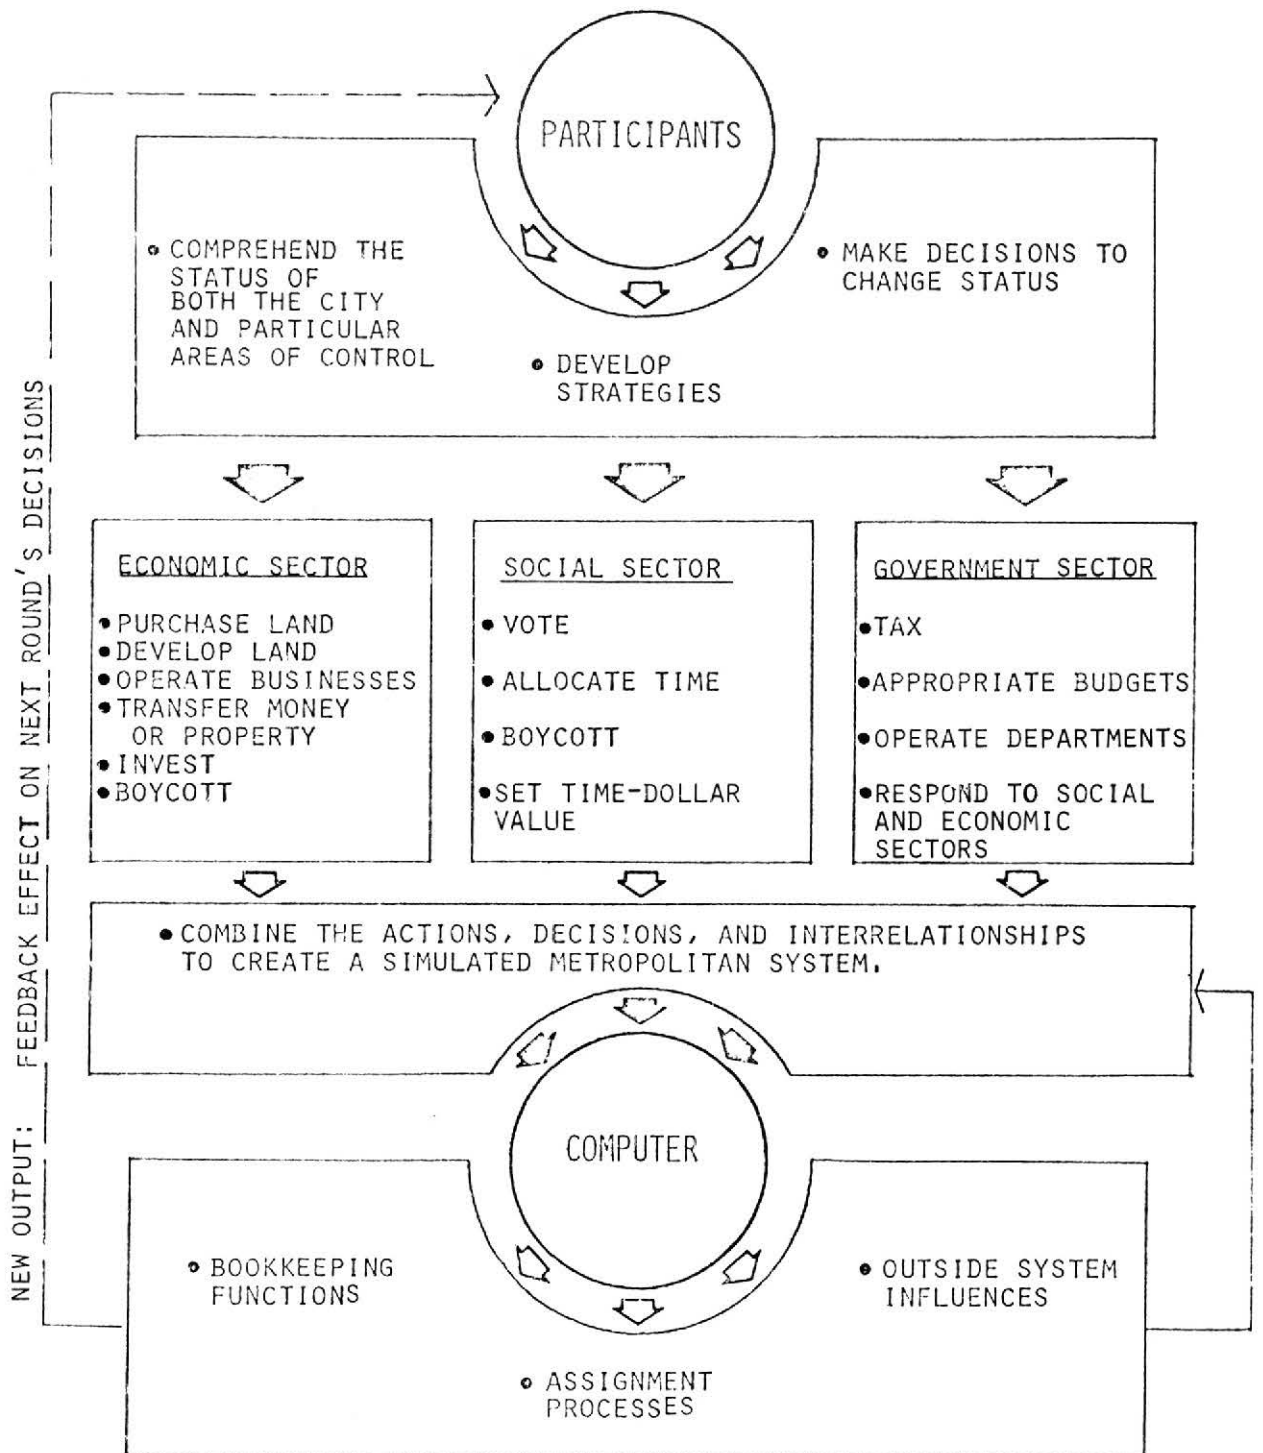 PARTICIPANTS
• COMPREHEND THE
STATUS OF
BOTH THE CITY
AND PARTICULAR
AREAS OF CONTROL
• DEVELOP
STRATEGIES
• MAKE DECISIONS TO
CHANGE STATUS
ECONOMIC SECTOR
• PURCHASE LAND
• DEVELOP LAND
• OPERATE BUSINESSES
• TRANSFER MONEY
OR PROPERTY
• INVEST
• BOYCOTT
SOCIAL SECTOR
• VOTE
• ALLOCATE TIME
• BOYCOTT
• SET TIME-DOLLAR
VALUE
GOVERNMENT SECTOR
• TAX
• APPROPRIATE BUDGETS
• OPERATE DEPARTMENTS
• RESPOND TO SOCIAL
AND ECONOMIC
SECTORS
• COMBINE THE ACTIONS, DECISIONS, AND INTERRELATIONSHIPS
TO CREATE A SIMULATED METROPOLITAN SYSTEM.
COMPUTER
• BOOKKEEPING
FUNCTIONS
• ASSIGNMENT
PROCESSES
• OUTSIDE SYSTEM
INFLUENCES
NEW OUTPUT: FEEDBACK EFFECT ON NEXT ROUND'S DECISIONS